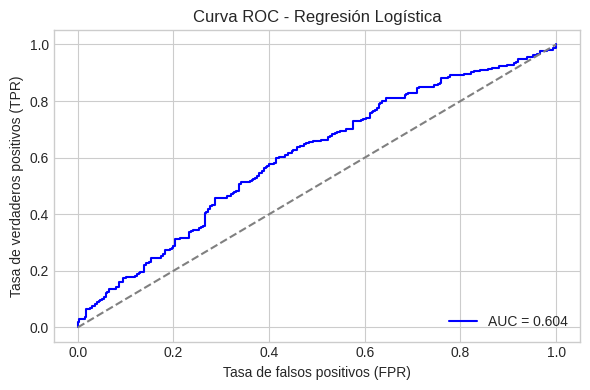 Curva ROC - Regresión Logística
Tasa de verdaderos positivos (TPR)
1.0
0.8
0.6
0.4
0.2
0.0
0.0 0.2 0.4 0.6 0.8 1.0
Tasa de falsos positivos (FPR)
AUC = 0.604